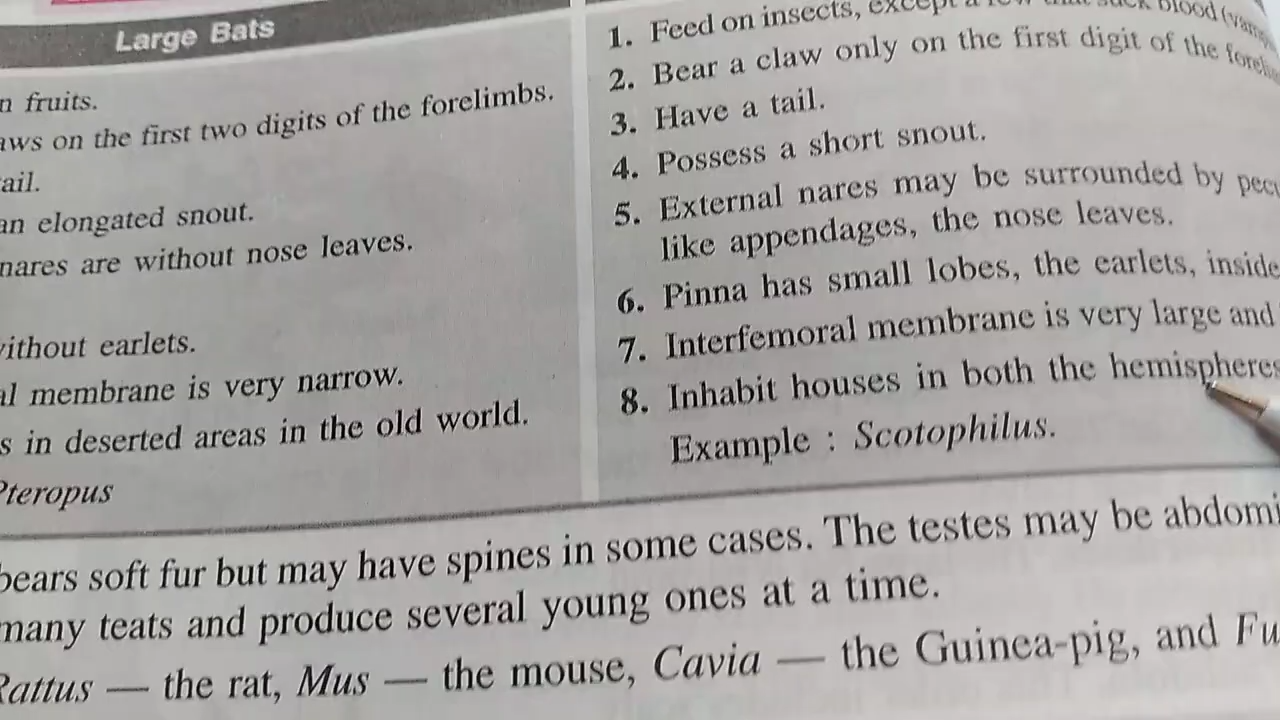 Large Bats
n fruits.
aws on the first two digits of the forelimbs.
ail.
an elongated snout.
nares are without nose leaves.
ithout earlets.
al membrane is very narrow.
s in deserted areas in the old world.
Pteropus
1. Feed on insects, except a few that suck blood (vam
2. Bear a claw only on the first digit of the forel
3. Have a tail.
4. Possess a short snout.
5. External nares may be surrounded by pecu
like appendages, the nose leaves.
6. Pinna has small lobes, the earlets, inside
7. Interfemoral membrane is very large and
8. Inhabit houses in both the hemispheres
Example : Scotophilus.
bears soft fur but may have spines in some cases. The testes may be abdomi
many teats and produce several young ones at a time.
Rattus — the rat, Mus — the mouse, Cavia — the Guinea-pig, and Fu